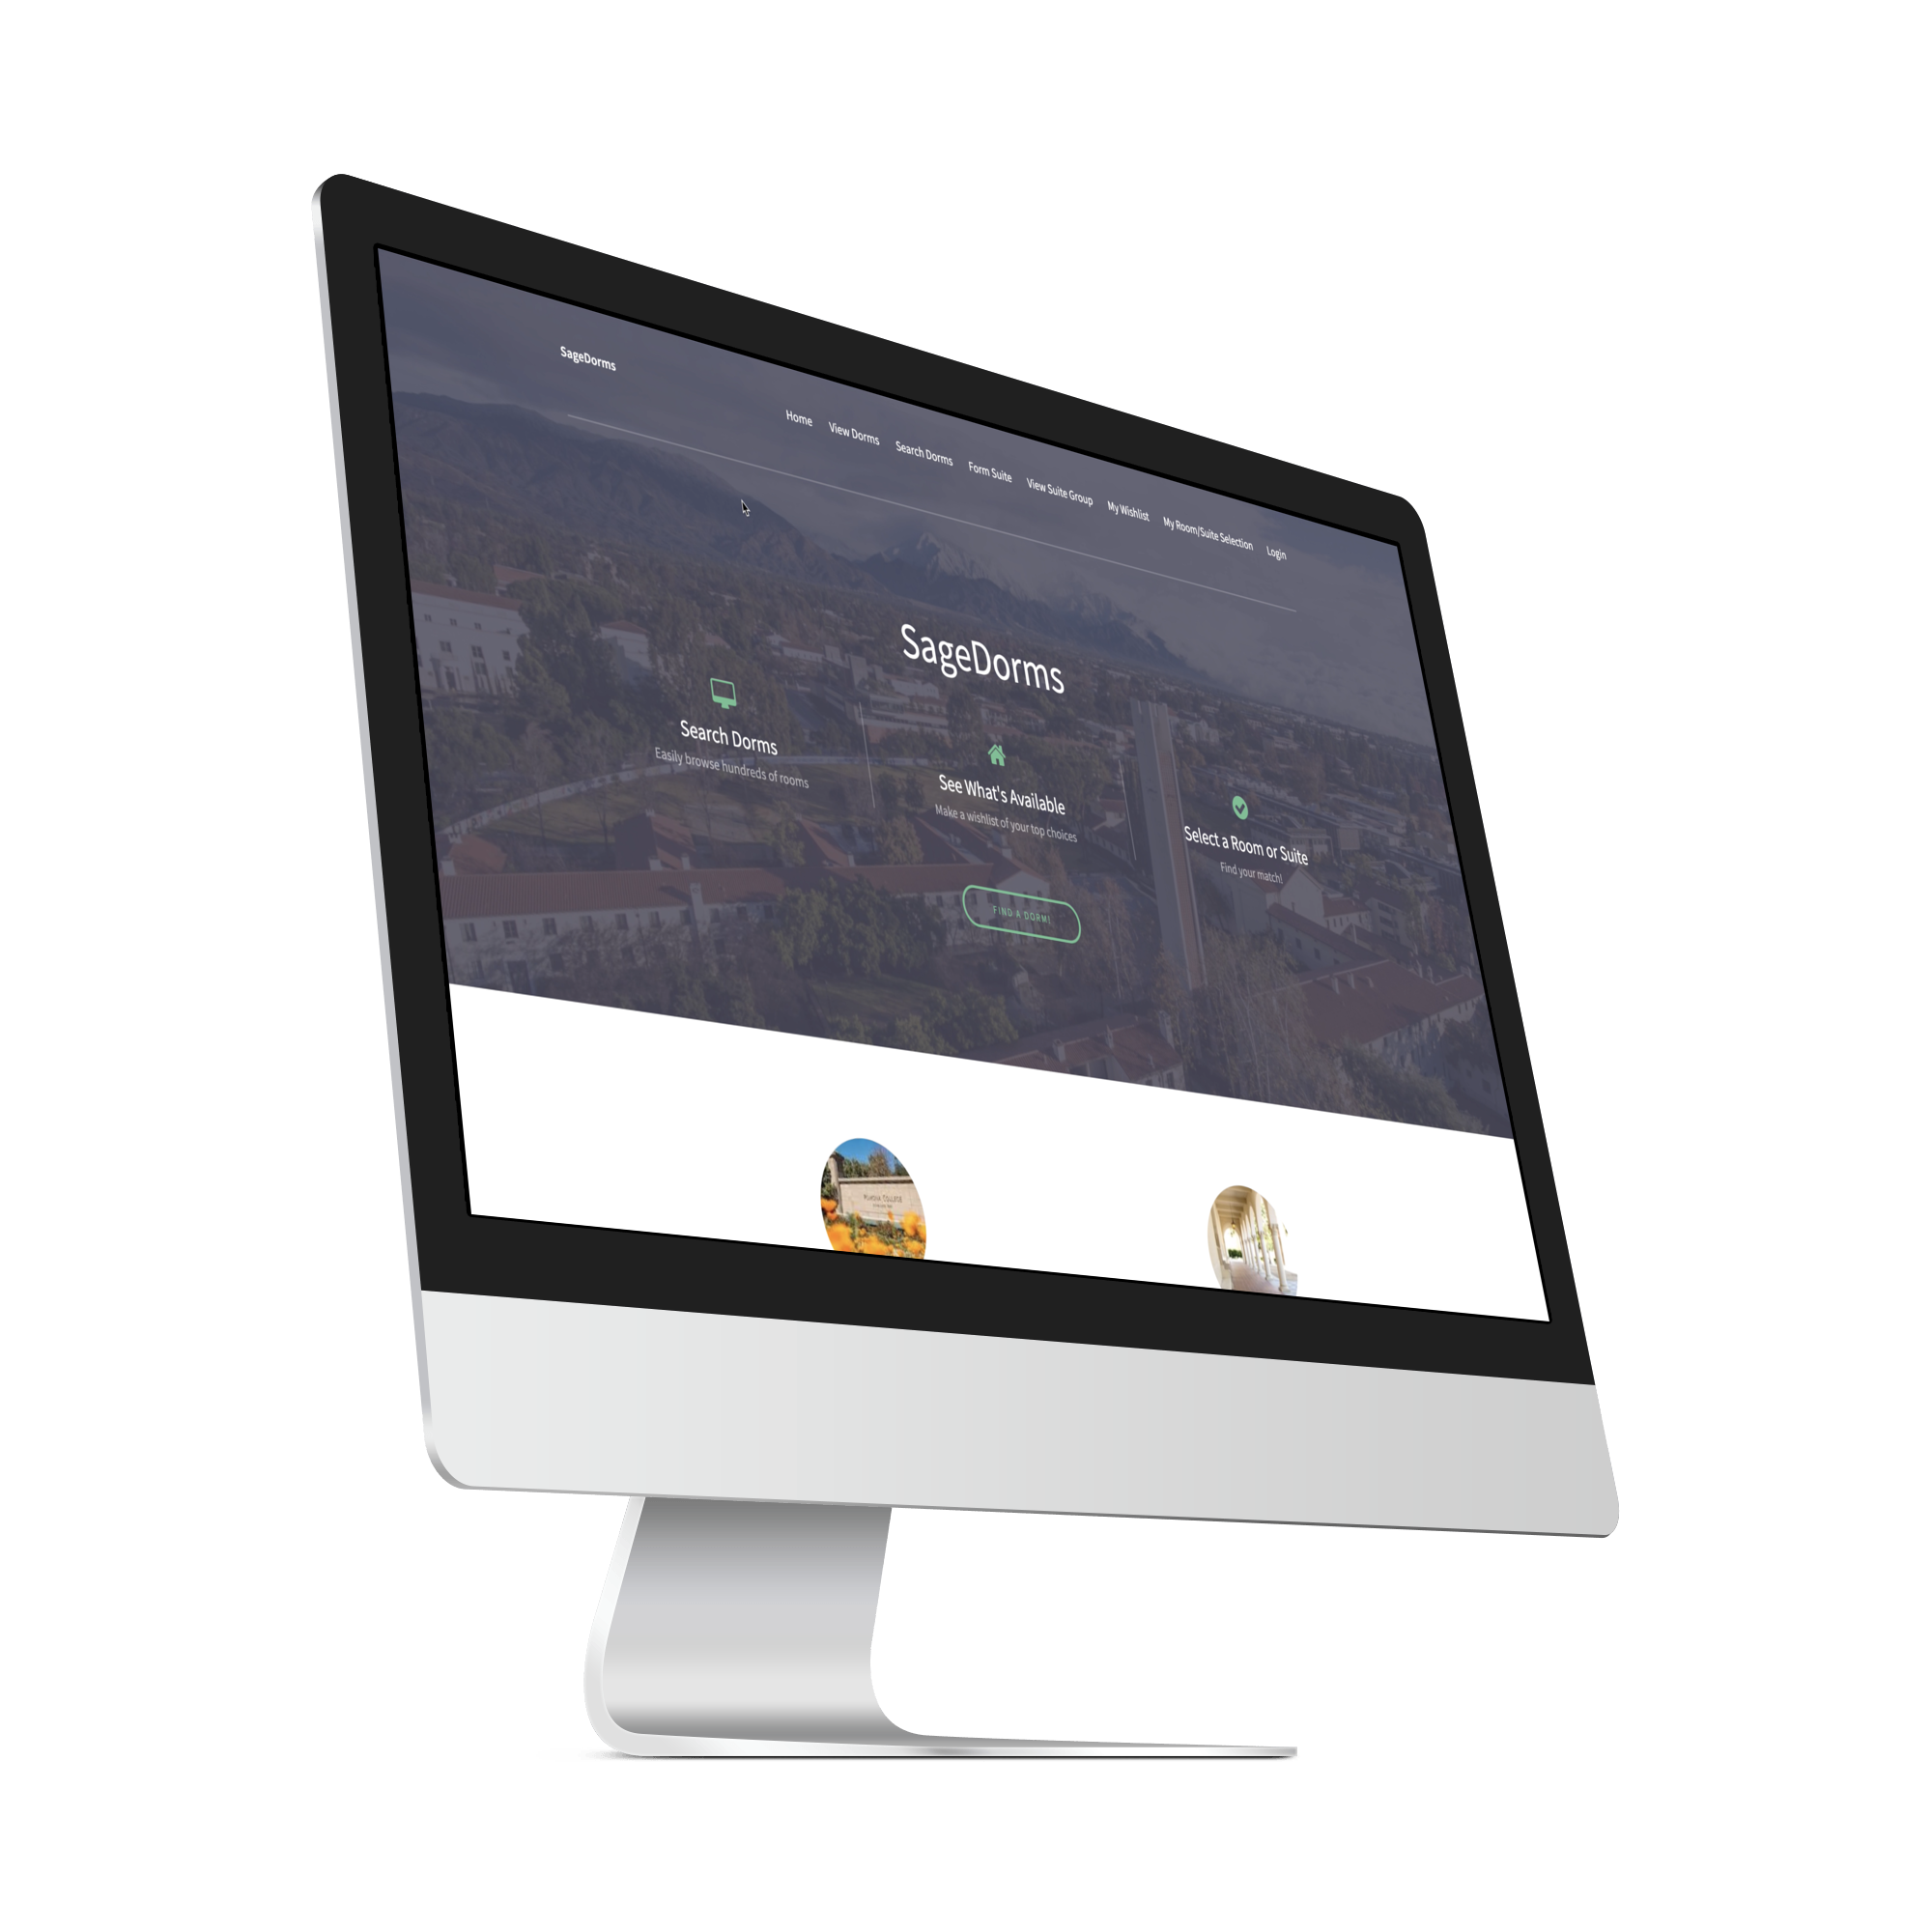 SageDorms
Home View Dorms Search Dorms Form Suite View Suite Group My Wishlist My Room/Suite Selection Login
SageDorms
Search Dorms
Easily browse hundreds of rooms
See What's Available
Make a wishlist of your top choices
Select a Room or Suite
Find your match!
FIND A DORM!
POMONA COLLEGE